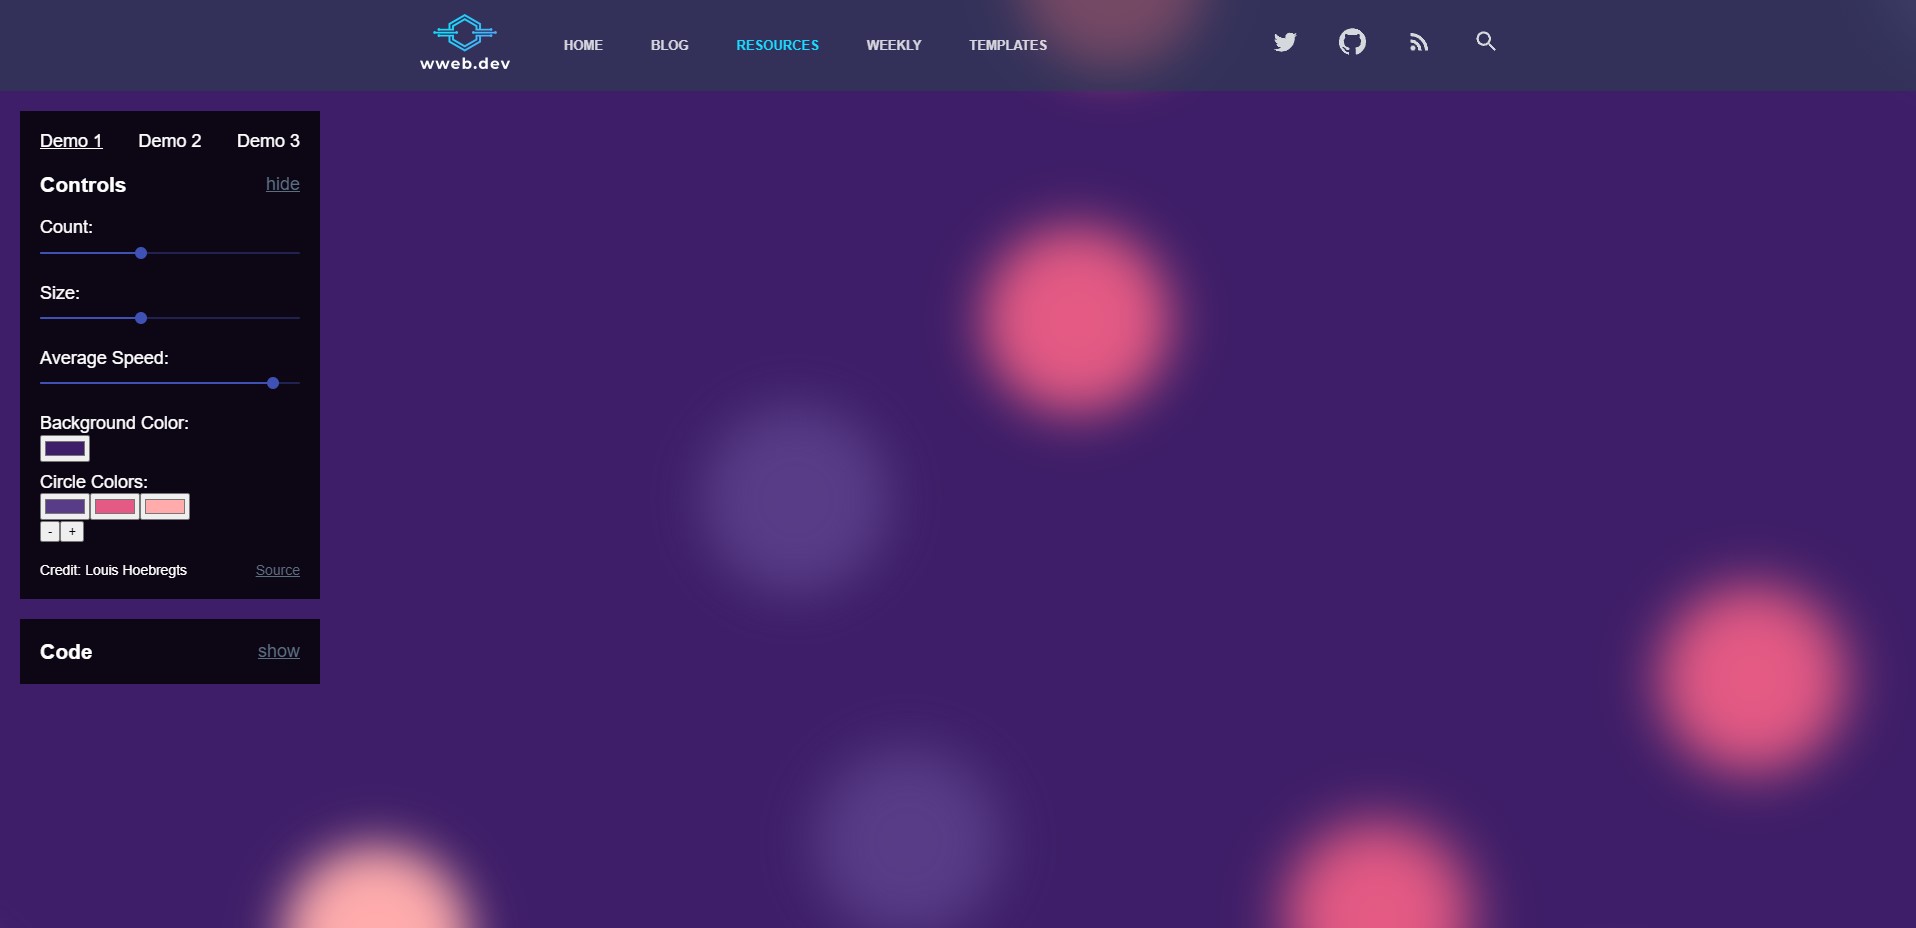 wweb.dev
HOME BLOG RESOURCES WEEKLY TEMPLATES
Demo 1 Demo 2 Demo 3
Controls hide
Count:
Size:
Average Speed:
Background Color:
Circle Colors:
- +
Credit: Louis Hoebregts Source
Code show